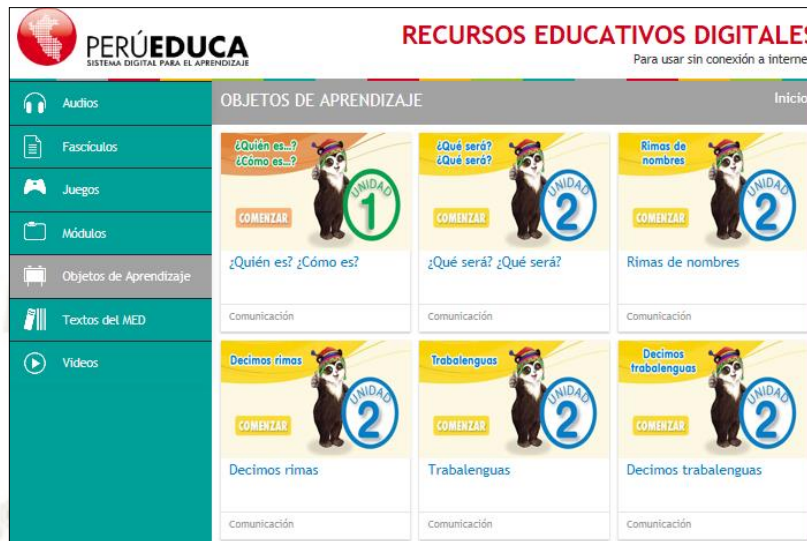 PERÚEDUCA
SISTEMA DIGITAL PARA EL APRENDIZAJE
RECURSOS EDUCATIVOS DIGITALES
Para usar sin conexión a interne
Audios
Fascículos
Juegos
Módulos
Objetos de Aprendizaje
Textos del MED
Videos
OBJETOS DE APRENDIZAJE
Inicio
¿Quién es...?
¿Cómo es...?
COMENZAR
UNIDAD
1
¿Quién es? ¿Cómo es?
Comunicación
¿Qué será?
¿Qué será?
COMENZAR
UNIDAD
2
¿Qué será? ¿Qué será?
Comunicación
Rimas de
nombres
COMENZAR
UNIDAD
2
Rimas de nombres
Comunicación
Decimos rimas
COMENZAR
UNIDAD
2
Decimos rimas
Comunicación
Trabalenguas
COMENZAR
UNIDAD
2
Trabalenguas
Comunicación
Decimos
trabalenguas
COMENZAR
UNIDAD
2
Decimos trabalenguas
Comunicación